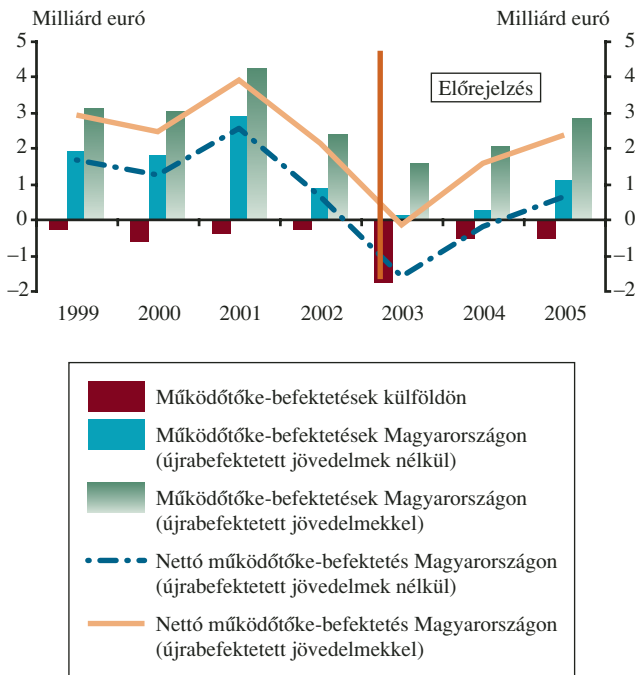 Milliárd euró Milliárd euró
5 5
4 4
Előrejelzés
3 3
2 2
1 1
0 0
–1 –1
–2 –2
1999 2000 2001 2002 2003 2004 2005
Működőtőke-befektetések külföldön
Működőtőke-befektetések Magyarországon
(újrabefektetett jövedelmek nélkül)
Működőtőke-befektetések Magyarországon
(újrabefektetett jövedelmekkel)
Nettó működőtőke-befektetés Magyarországon
(újrabefektetett jövedelmek nélkül)
Nettó működőtőke-befektetés Magyarországon
(újrabefektetett jövedelmekkel)